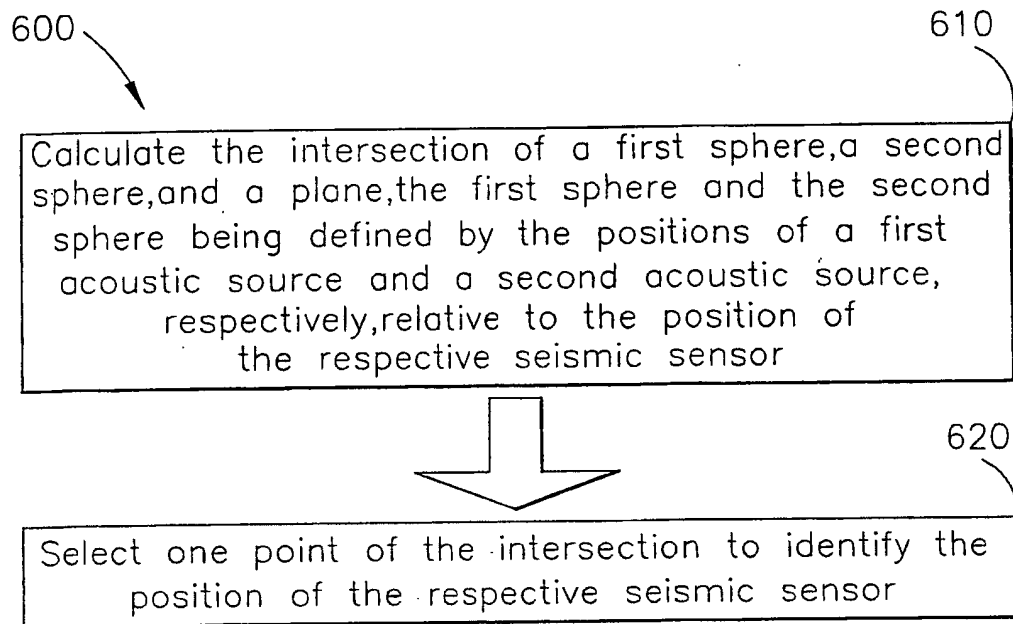 600
610
Calculate the intersection of a first sphere,a second
sphere,and a plane,the first sphere and the second
sphere being defined by the positions of a first
acoustic source and a second acoustic source,
respectively,relative to the position of
the respective seismic sensor
620
Select one point of the intersection to identify the
position of the respective seismic sensor